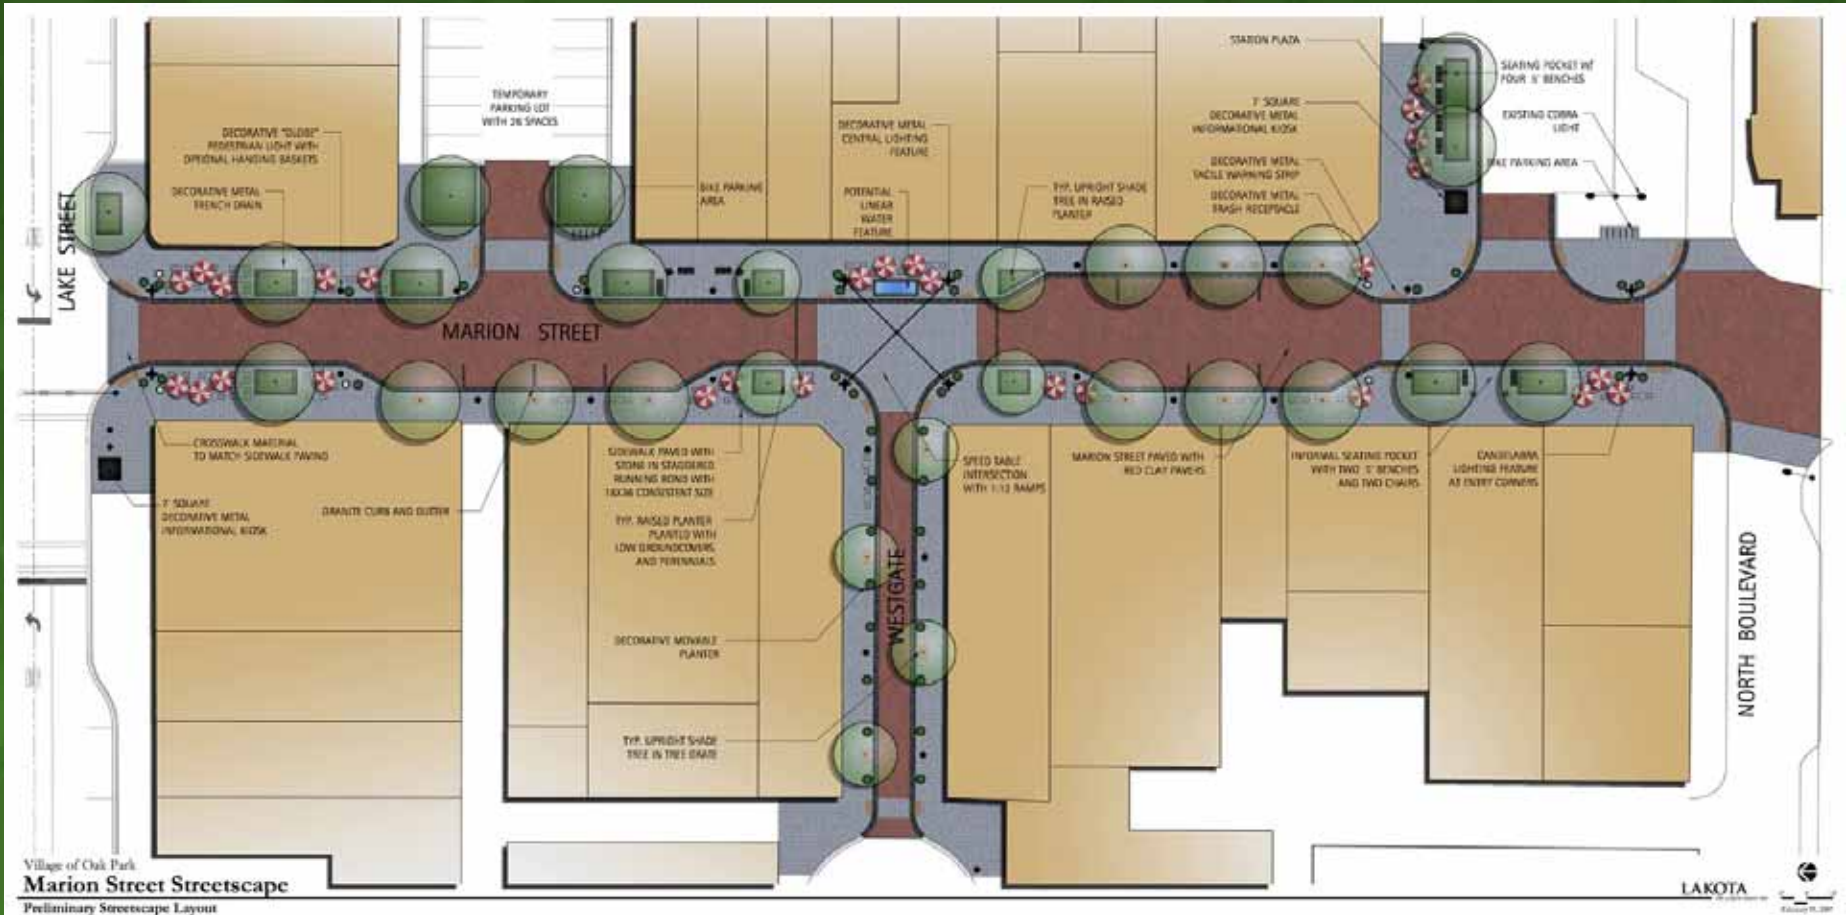 STATION PLAZA
SEATING POCKET W/
FOUR 5' BENCHES
TEMPORARY
PARKING LOT
WITH 26 SPACES
7' SQUARE
DECORATIVE METAL
INFORMATIONAL KIOSK
EXISTING COBRA
LIGHT
DECORATIVE "GLOBE"
PEDESTRIAN LIGHT WITH
OPTIONAL HANGING BASKETS
DECORATIVE METAL
CENTRAL LIGHTING
FEATURE
DECORATIVE METAL
TACTILE WARNING STRIP
BIKE PARKING AREA
DECORATIVE METAL
TRENCH DRAIN
BIKE PARKING
AREA
POTENTIAL
LINEAR
WATER
FEATURE
TYP. UPRIGHT SHADE
TREE IN RAISED
PLANTER
DECORATIVE METAL
TRASH RECEPTACLE
LAKE STREET
MARION STREET
CROSSWALK MATERIAL
TO MATCH SIDEWALK PAVING
SIDEWALK PAVED WITH
STONE IN STAGGERED
RUNNING BOND WITH
18X36 CONSISTENT SIZE
SPEED TABLE
INTERSECTION
WITH 1:12 RAMPS
MARION STREET PAVED WITH
RED CLAY PAVERS
INFORMAL SEATING POCKET
WITH TWO 5' BENCHES
AND TWO CHAIRS
CANDELABRA
LIGHTING FEATURE
AT ENTRY CORNERS
7' SQUARE
DECORATIVE METAL
INFORMATIONAL KIOSK
GRANITE CURB AND GUTTER
TYP. RAISED PLANTER
PLANTED WITH
LOW GROUNDCOVERS
AND PERENNIALS
WESTGATE
NORTH BOULEVARD
DECORATIVE MOVABLE
PLANTER
TYP. UPRIGHT SHADE
TREE IN TREE GRATE
Village of Oak Park
Marion Street Streetscape
Preliminary Streetscape Layout
LAKOTA